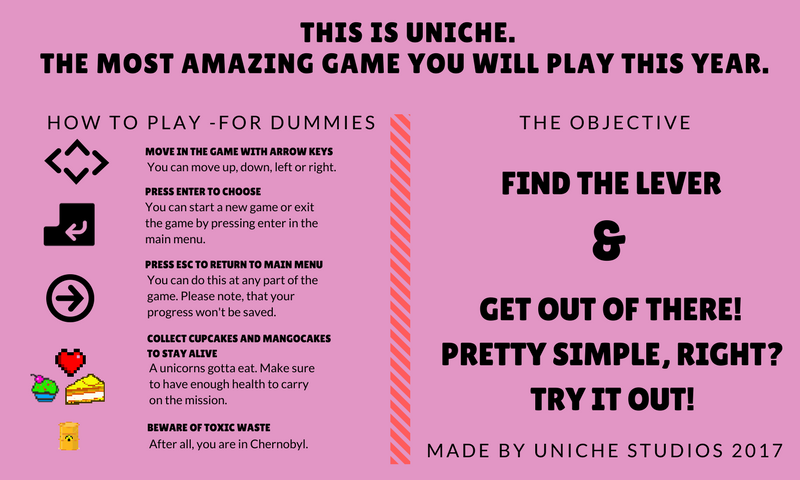 THIS IS UNICHE.
THE MOST AMAZING GAME YOU WILL PLAY THIS YEAR.
HOW TO PLAY -FOR DUMMIES
MOVE IN THE GAME WITH ARROW KEYS
You can move up, down, left or right.
PRESS ENTER TO CHOOSE
You can start a new game or exit
the game by pressing enter in the
main menu.
PRESS ESC TO RETURN TO MAIN MENU
You can do this at any part of the
game. Please note, that your
progress won't be saved.
COLLECT CUPCAKES AND MANGOCAKES
TO STAY ALIVE
A unicorns gotta eat. Make sure
to have enough health to carry
on the mission.
BEWARE OF TOXIC WASTE
After all, you are in Chernobyl.
THE OBJECTIVE
FIND THE LEVER
&
GET OUT OF THERE!
PRETTY SIMPLE, RIGHT?
TRY IT OUT!
MADE BY UNICHE STUDIOS 2017